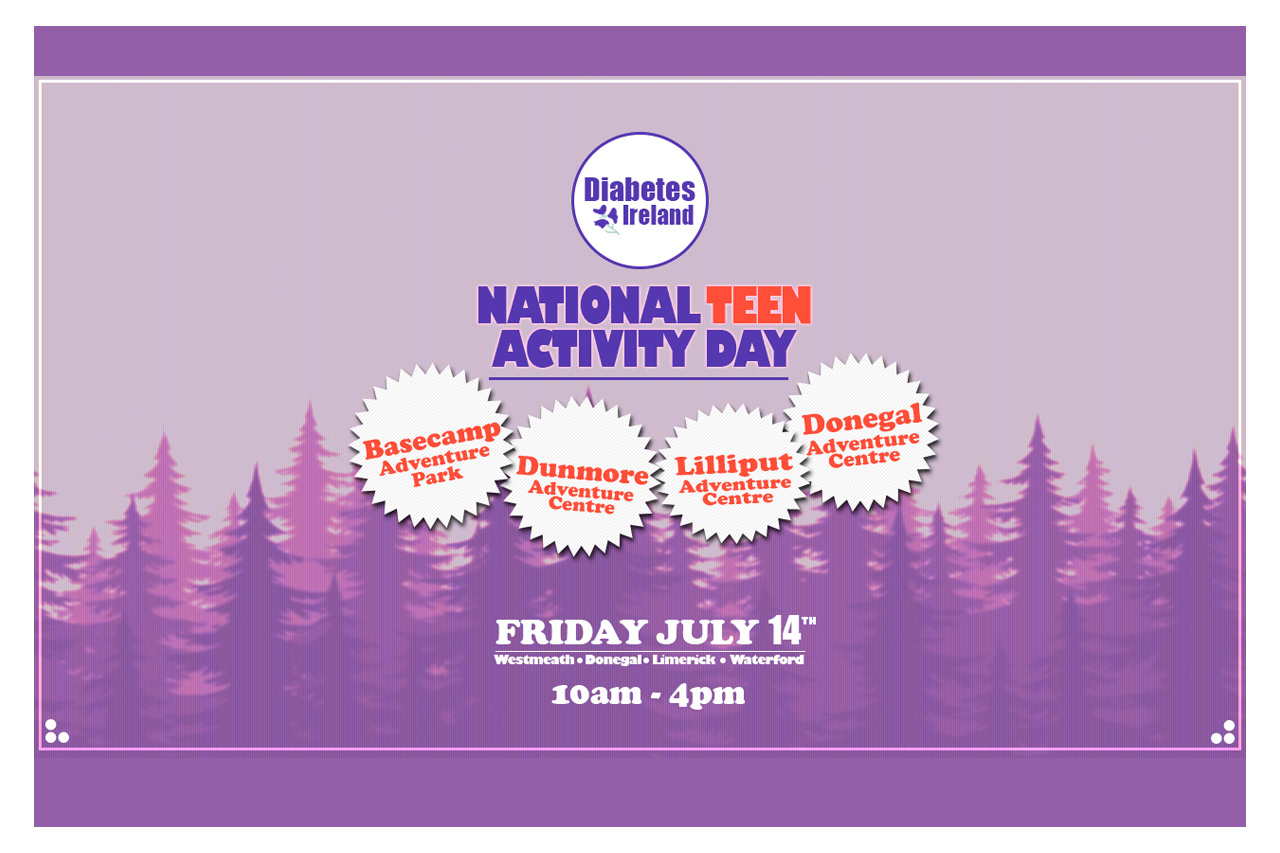 Diabetes
Ireland
NATIONAL TEEN
ACTIVITY DAY
Basecamp
Adventure
Park
Dunmore
Adventure
Centre
Lilliput
Adventure
Centre
Donegal
Adventure
Centre
FRIDAY JULY 14TH
Westmeath • Donegal • Limerick • Waterford
10am - 4pm